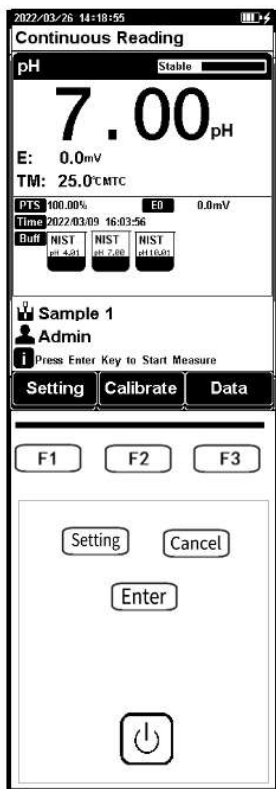 2022/03/26 14:18:55
Continuous Reading
pH Stable
7.00 pH
E: 0.0mV
TM: 25.0℃ MTC
PTS 100.00% E0 0.0mV
Time 2022/03/09 16:03:56
Buff NIST NIST NIST
pH 4.01 pH 7.00 pH10.01
Sample 1
Admin
i Press Enter Key to Start Measure
Setting Calibrate Data
F1 F2 F3
Setting Cancel
Enter